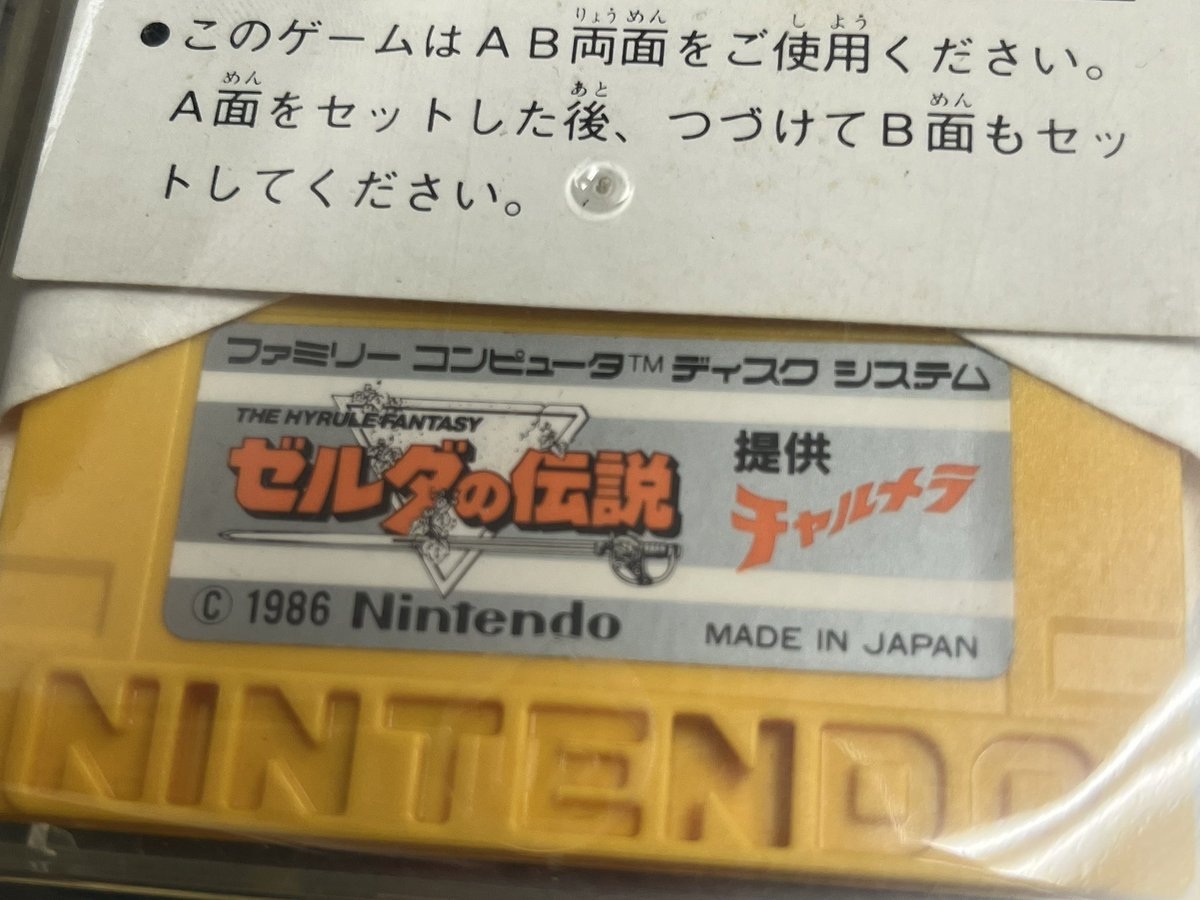 ●このゲームはAB両面をご使用ください。
A面をセットした後、つづけてB面もセッ
トしてください。
ファミリー コンピュータ™ ディスク システム
THE HYRULE FANTASY
ゼルダの伝説
提供
チャルメラ
© 1986 Nintendo
MADE IN JAPAN
NINTENDO